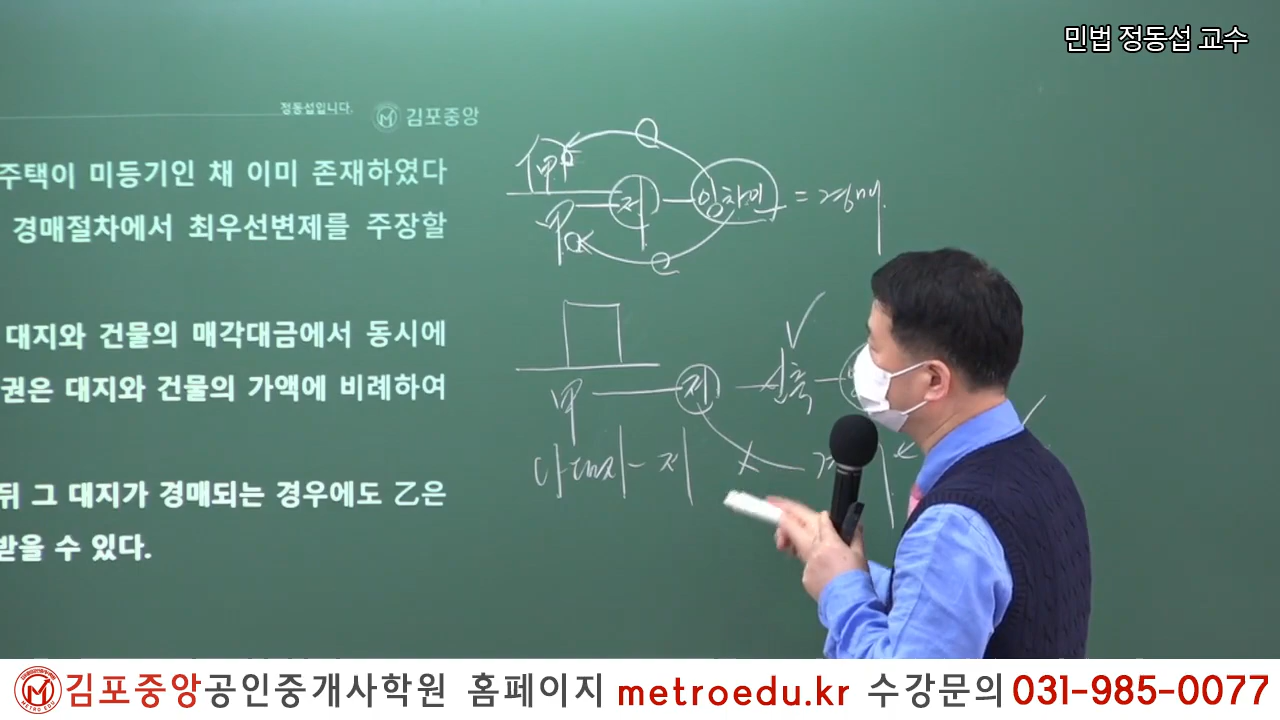 민법 정동섭 교수
정동섭입니다.
김포중앙
주택이 미등기인 채 이미 존재하였다
경매절차에서 최우선변제를 주장할
대지와 건물의 매각대금에서 동시에
권은 대지와 건물의 가액에 비례하여
뒤 그 대지가 경매되는 경우에도 乙은
받을 수 있다.
甲
甲 저 임차인 = 경매
甲 저 신축
나대지 - 저
METRO EDU
김포중앙공인중개사학원 홈페이지 metroedu.kr 수강문의 031-985-0077